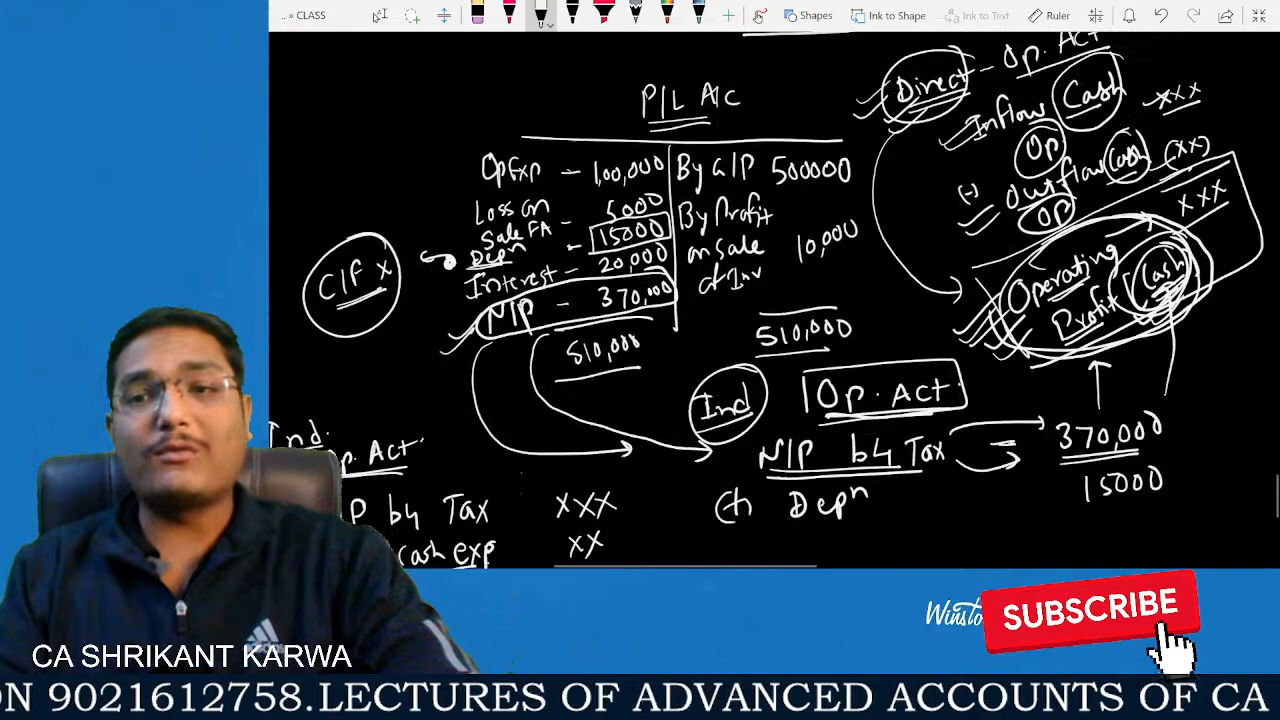 .. » CLASS
Shapes
Ink to Shape
Ink to Text
Ruler
P/L A/c
Op Exp – 1,00,000
By G/P 500000
Loss on Sale FA – 5000
By Profit on sale of Inv 10,000
Depn – 15000
Interest – 20,000
N/P – 370,000
510,000
510,000
C/F x
Direct – Op. Act
Inflow Cash xxx
Op
(-) Outflow Cash (xx)
Op
xxx
Operating Profit [Cash
Ind
Op. Act.
N/P b4 Tax = 370,000
(+) Depn 15000
Ind.
Op. Act.
P b4 Tax XXX
Cash exp XX
Winsto
SUBSCRIBE
CA SHRIKANT KARWA
ON 9021612758.LECTURES OF ADVANCED ACCOUNTS OF CA